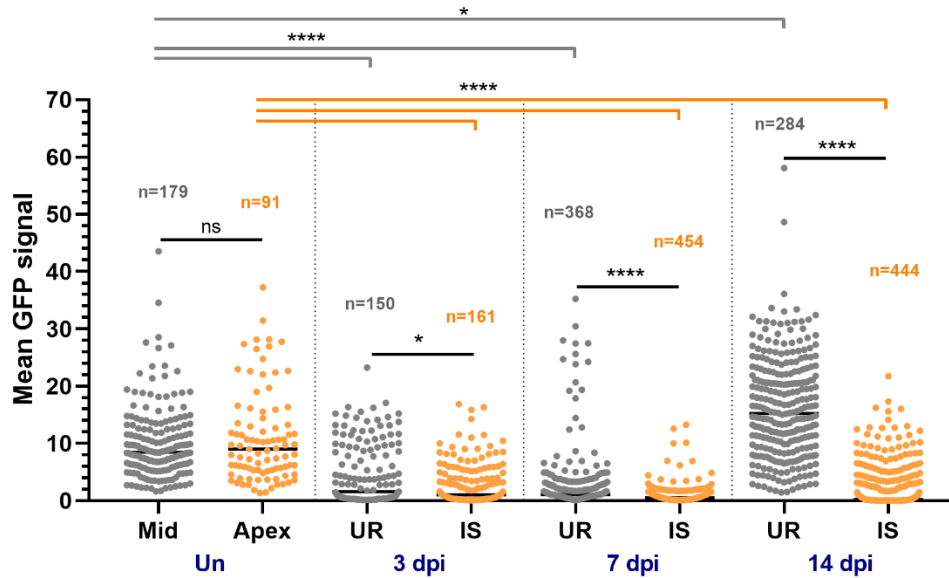 *
****
****
70
60
50
40
30
20
10
0
Mean GFP signal
n=179
n=91
ns
n=150
n=161
*
n=368
n=454
****
n=284
****
n=444
Mid Apex UR IS UR IS UR IS
Un 3 dpi 7 dpi 14 dpi